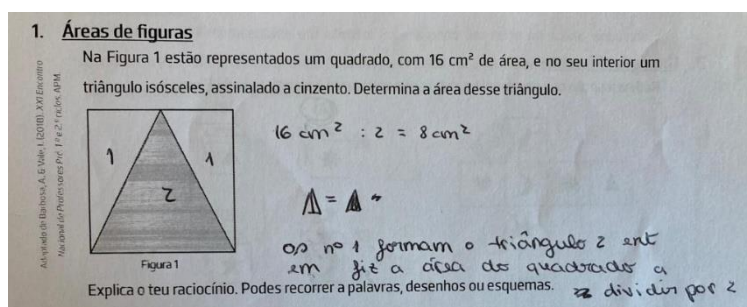 1. Áreas de figuras
Na Figura 1 estão representados um quadrado, com 16 cm² de área, e no seu interior um
triângulo isósceles, assinalado a cinzento. Determina a área desse triângulo.
Adaptado de Barbosa, A. & Vale, I. (2018). XXI Encontro
Nacional de Professores Pré, 1º e 2º ciclos, APM.
1
1
2
Figura 1
16 cm² : 2 = 8 cm²
=
os nº 1 formam o triângulo 2 ent
em fiz a área do quadrado a
dividir por 2
Explica o teu raciocínio. Podes recorrer a palavras, desenhos ou esquemas.